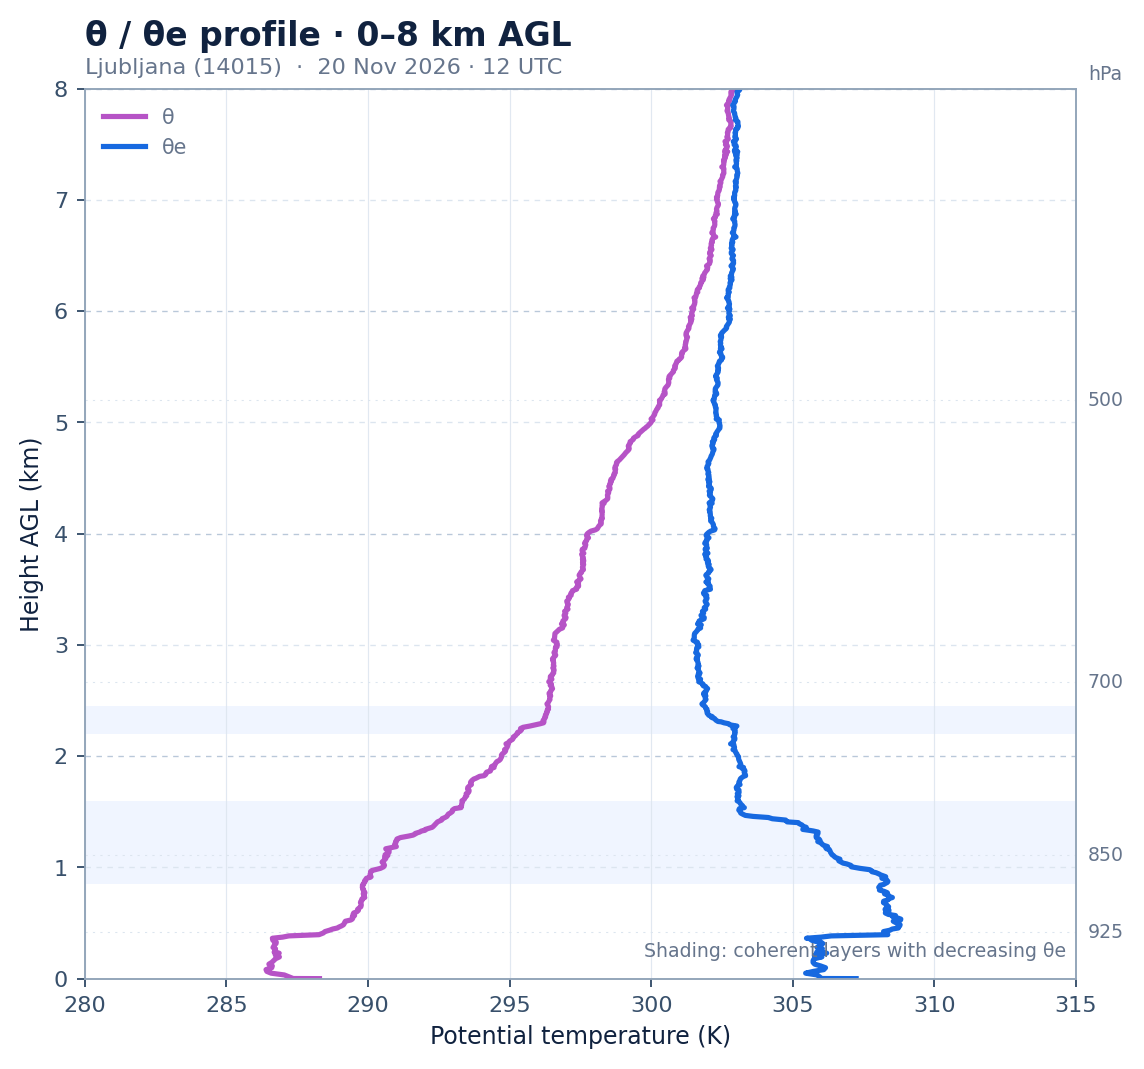 θ / θe profile · 0–8 km AGL
Ljubljana (14015) · 20 Nov 2026 · 12 UTC
hPa
θ
θe
8
7
6
5
4
3
2
1
0
Height AGL (km)
500
700
850
925
Shading: coherent layers with decreasing θe
280 285 290 295 300 305 310 315
Potential temperature (K)